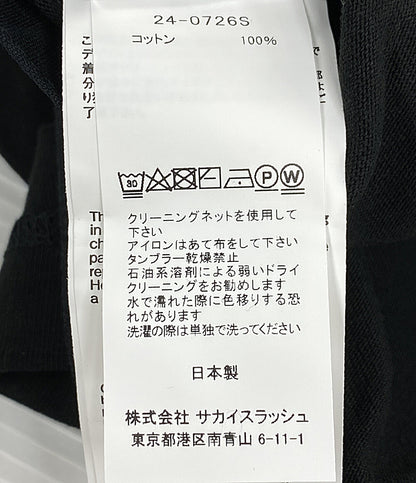 24-0726S
コットン 100%
30 P W
クリーニングネットを使用して
下さい
アイロンはあて布をして下さい
タンブラー乾燥禁止
石油系溶剤による弱いドライ
クリーニングをお勧めします
水で濡れた際に色移りする恐
れがあります
洗濯の際は単独で洗ってください
日本製
株式会社 サカイスラッシュ
東京都港区南青山 6-11-1